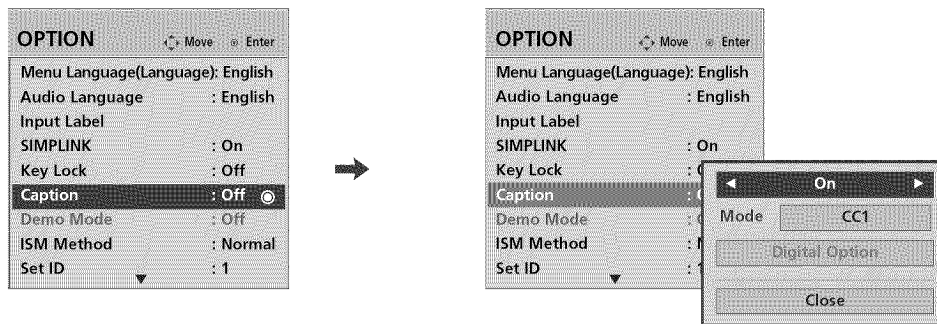 OPTION Move Enter
Menu Language(Language): English
Audio Language : English
Input Label
SIMPLINK : On
Key Lock : Off
Caption : Off
Demo Mode : Off
ISM Method : Normal
Set ID : 1
OPTION Move Enter
Menu Language(Language): English
Audio Language : English
Input Label
SIMPLINK : On
Key Lock :
Caption :
Demo Mode :
ISM Method :
Set ID : 1
On
Mode CC1
Digital Option
Close